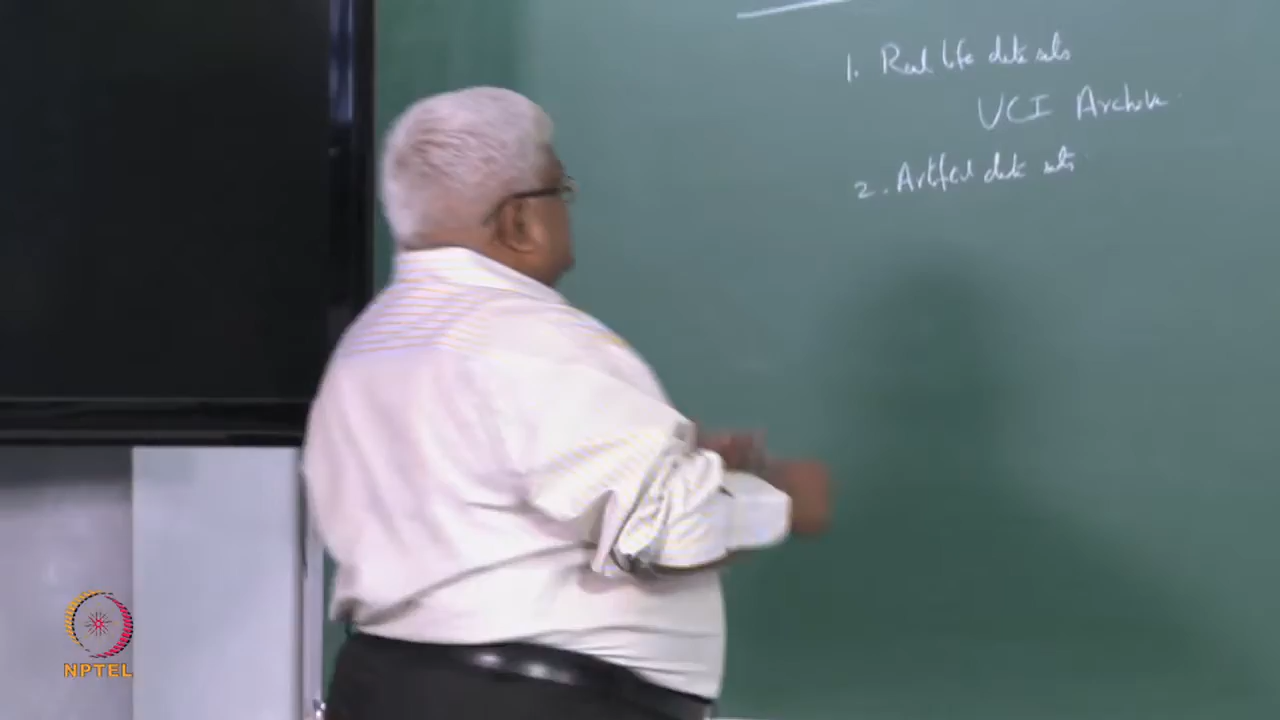 1. Real life data sets
UCI Archive
2. Artificial data sets
NPTEL